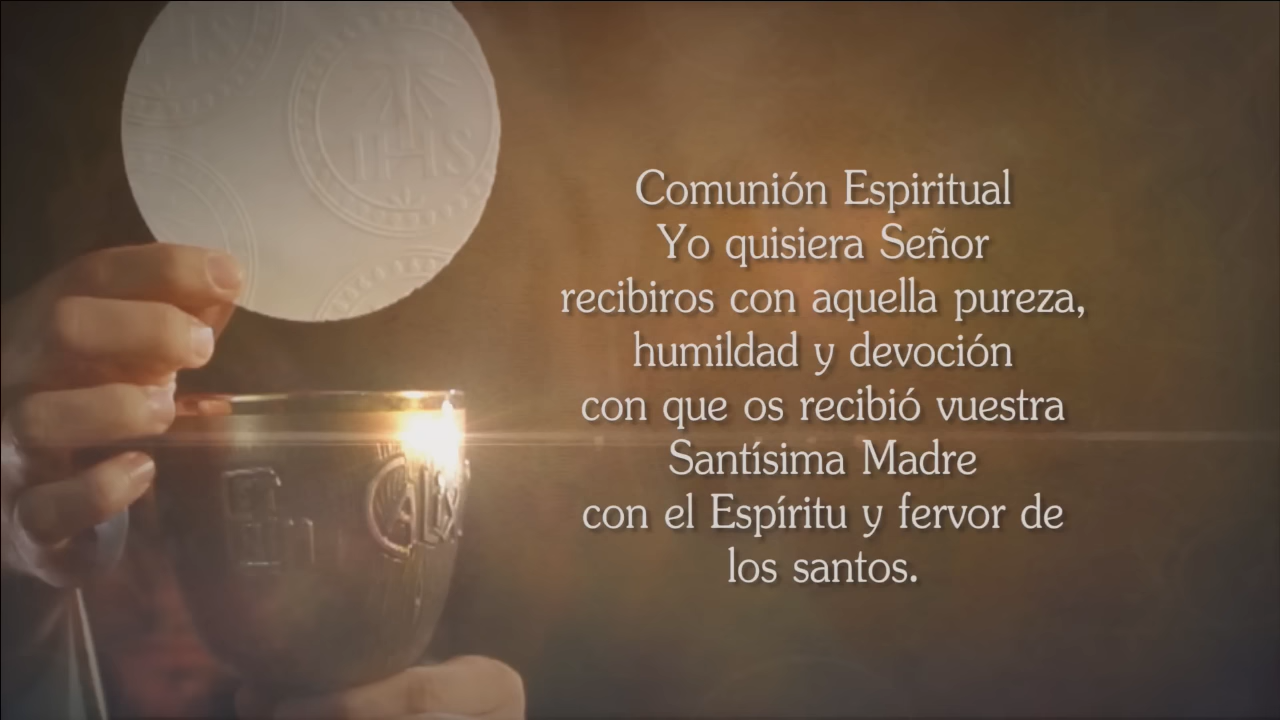 IHS
Comunión Espiritual
Yo quisiera Señor
recibiros con aquella pureza,
humildad y devoción
con que os recibió vuestra
Santísima Madre
con el Espíritu y fervor de
los santos.